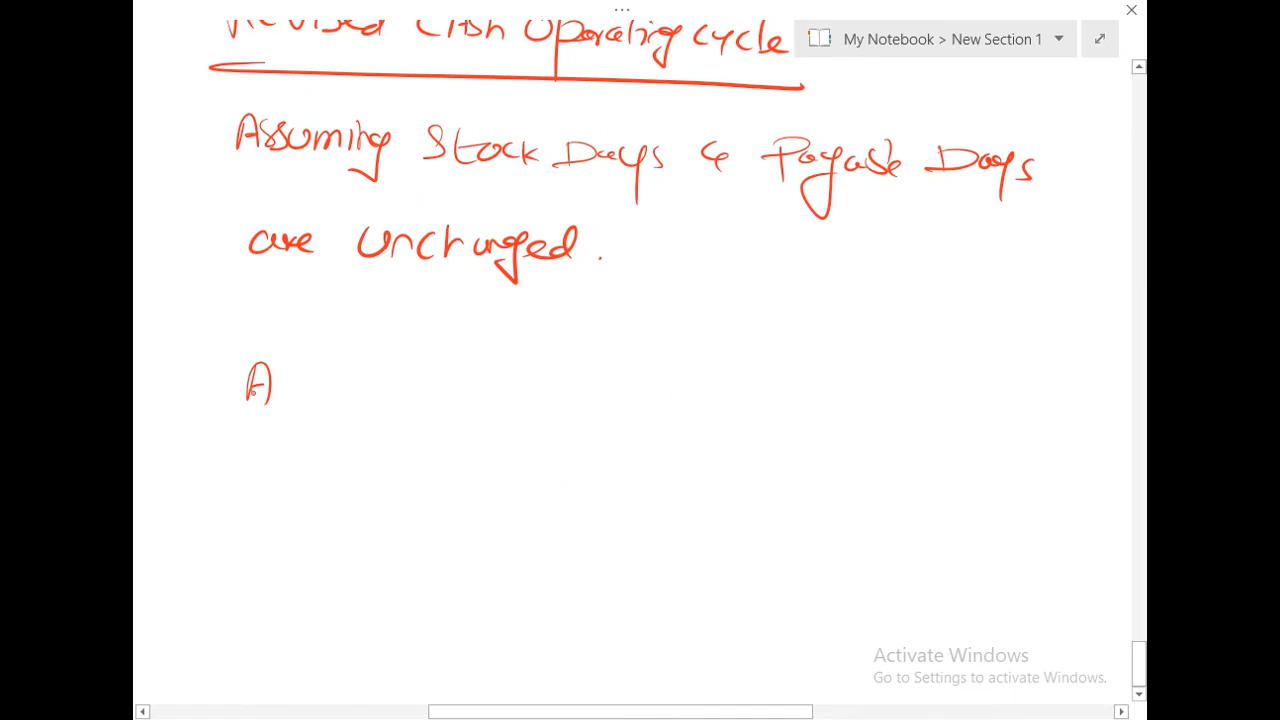 Revised Cash Operating cycle
My Notebook > New Section 1
Assuming Stock Days & Payable Days
are unchanged.
A
Activate Windows
Go to Settings to activate Windows.